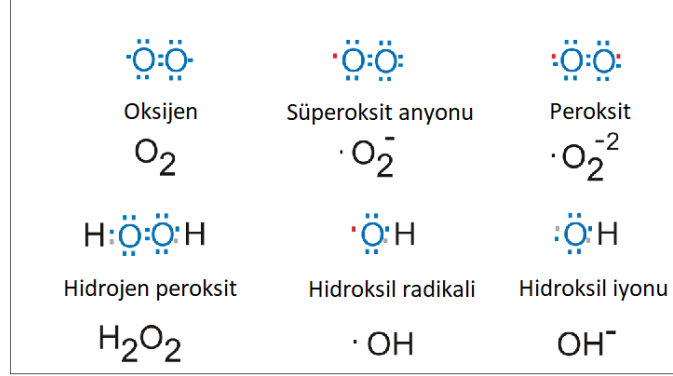 ·O:O· ·O:O: :O:O:
Oksijen Süperoksit anyonu Peroksit
O₂ ·O₂⁻ ·O₂⁻²
H:O:O:H ·O:H :O:H
Hidrojen peroksit Hidroksil radikali Hidroksil iyonu
H₂O₂ ·OH OH⁻